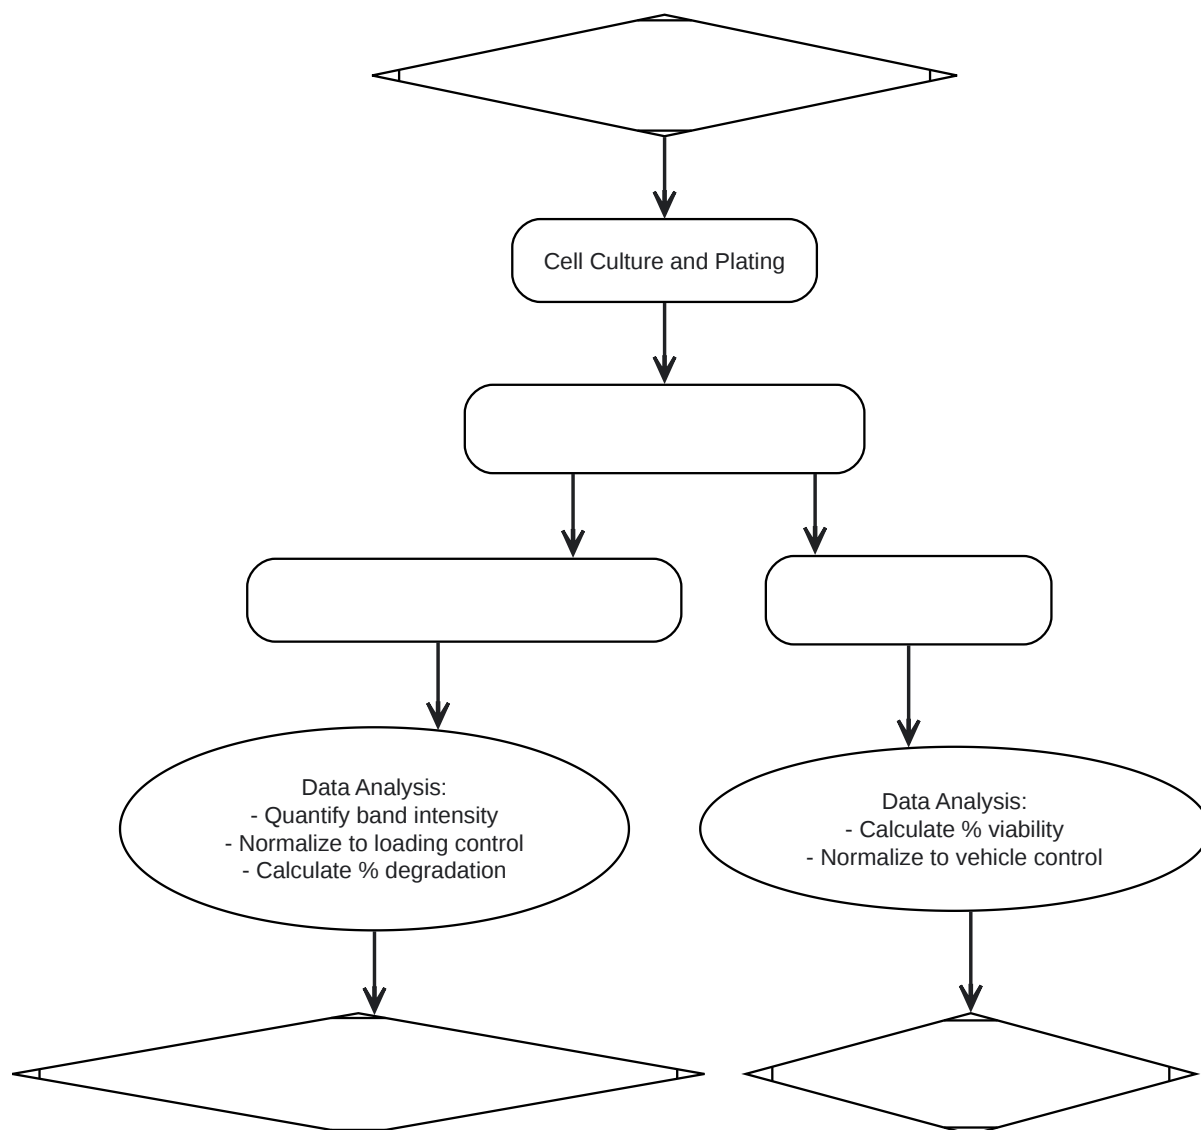 Cell Culture and Plating
Data Analysis:
- Quantify band intensity
- Normalize to loading control
- Calculate % degradation
Data Analysis:
- Calculate % viability
- Normalize to vehicle control